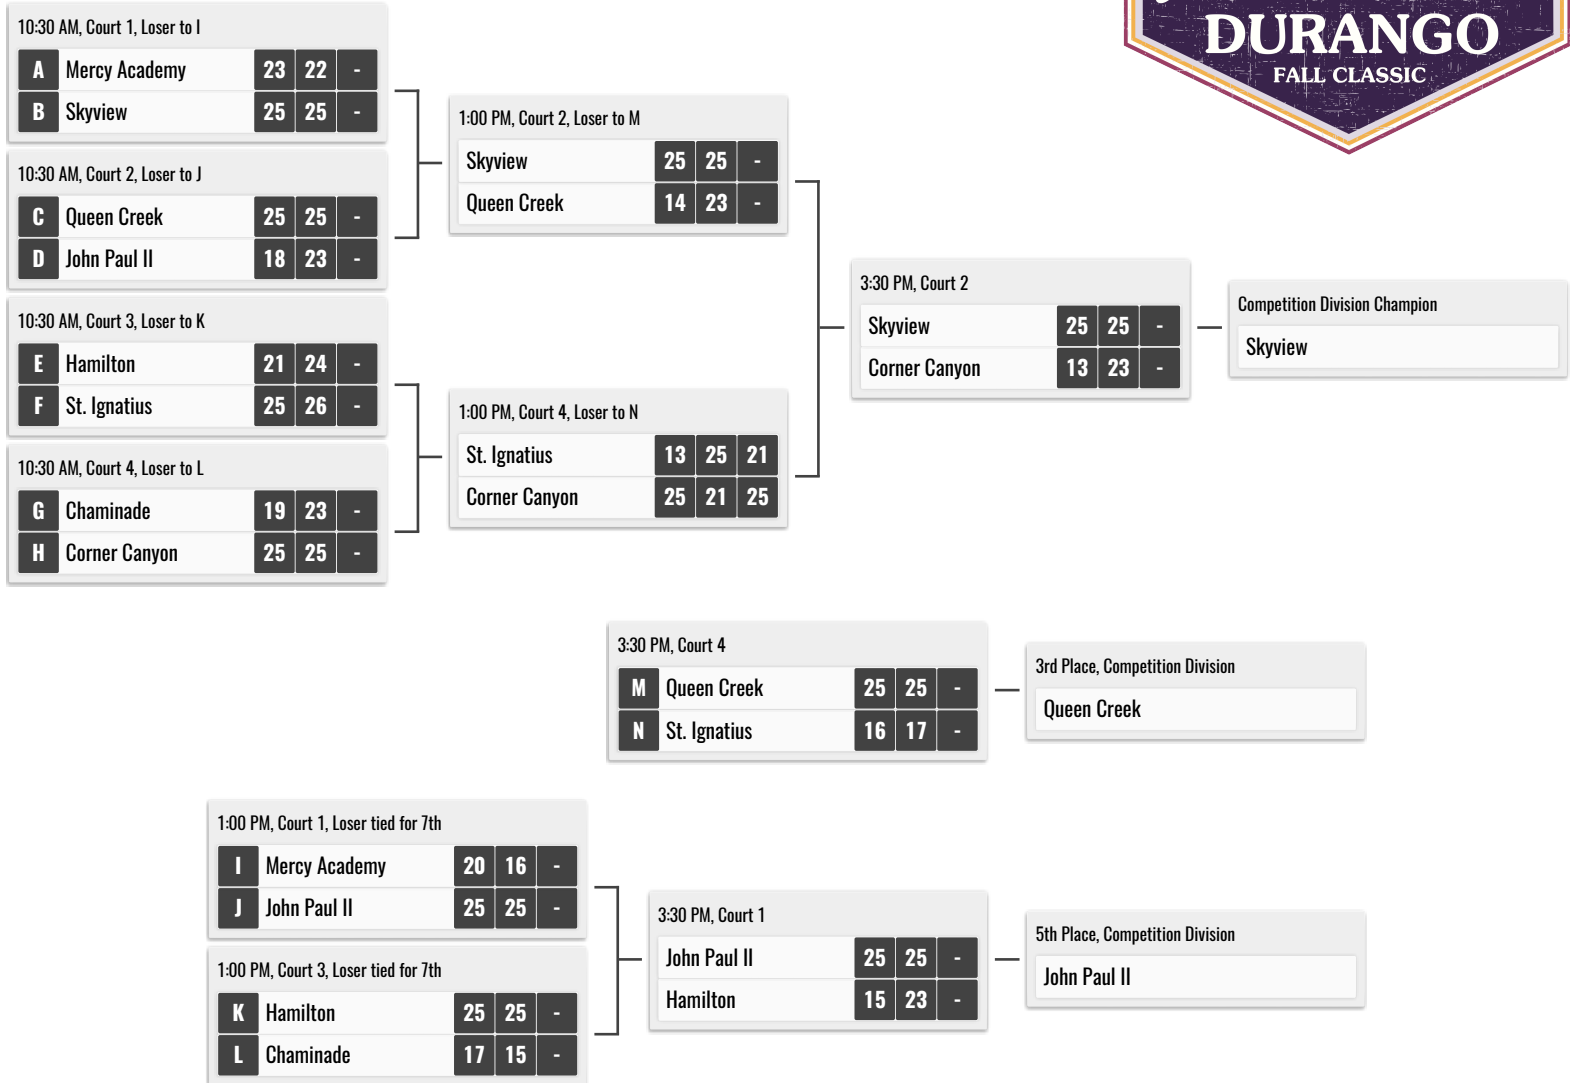 DURANGO
FALL CLASSIC
10:30 AM, Court 1, Loser to I
A Mercy Academy 23 22 -
B Skyview 25 25 -
10:30 AM, Court 2, Loser to J
C Queen Creek 25 25 -
D John Paul II 18 23 -
10:30 AM, Court 3, Loser to K
E Hamilton 21 24 -
F St. Ignatius 25 26 -
10:30 AM, Court 4, Loser to L
G Chaminade 19 23 -
H Corner Canyon 25 25 -
1:00 PM, Court 2, Loser to M
Skyview 25 25 -
Queen Creek 14 23 -
1:00 PM, Court 4, Loser to N
St. Ignatius 13 25 21
Corner Canyon 25 21 25
3:30 PM, Court 2
Skyview 25 25 -
Corner Canyon 13 23 -
Competition Division Champion
Skyview
3:30 PM, Court 4
M Queen Creek 25 25 -
N St. Ignatius 16 17 -
3rd Place, Competition Division
Queen Creek
1:00 PM, Court 1, Loser tied for 7th
I Mercy Academy 20 16 -
J John Paul II 25 25 -
1:00 PM, Court 3, Loser tied for 7th
K Hamilton 25 25 -
L Chaminade 17 15 -
3:30 PM, Court 1
John Paul II 25 25 -
Hamilton 15 23 -
5th Place, Competition Division
John Paul II